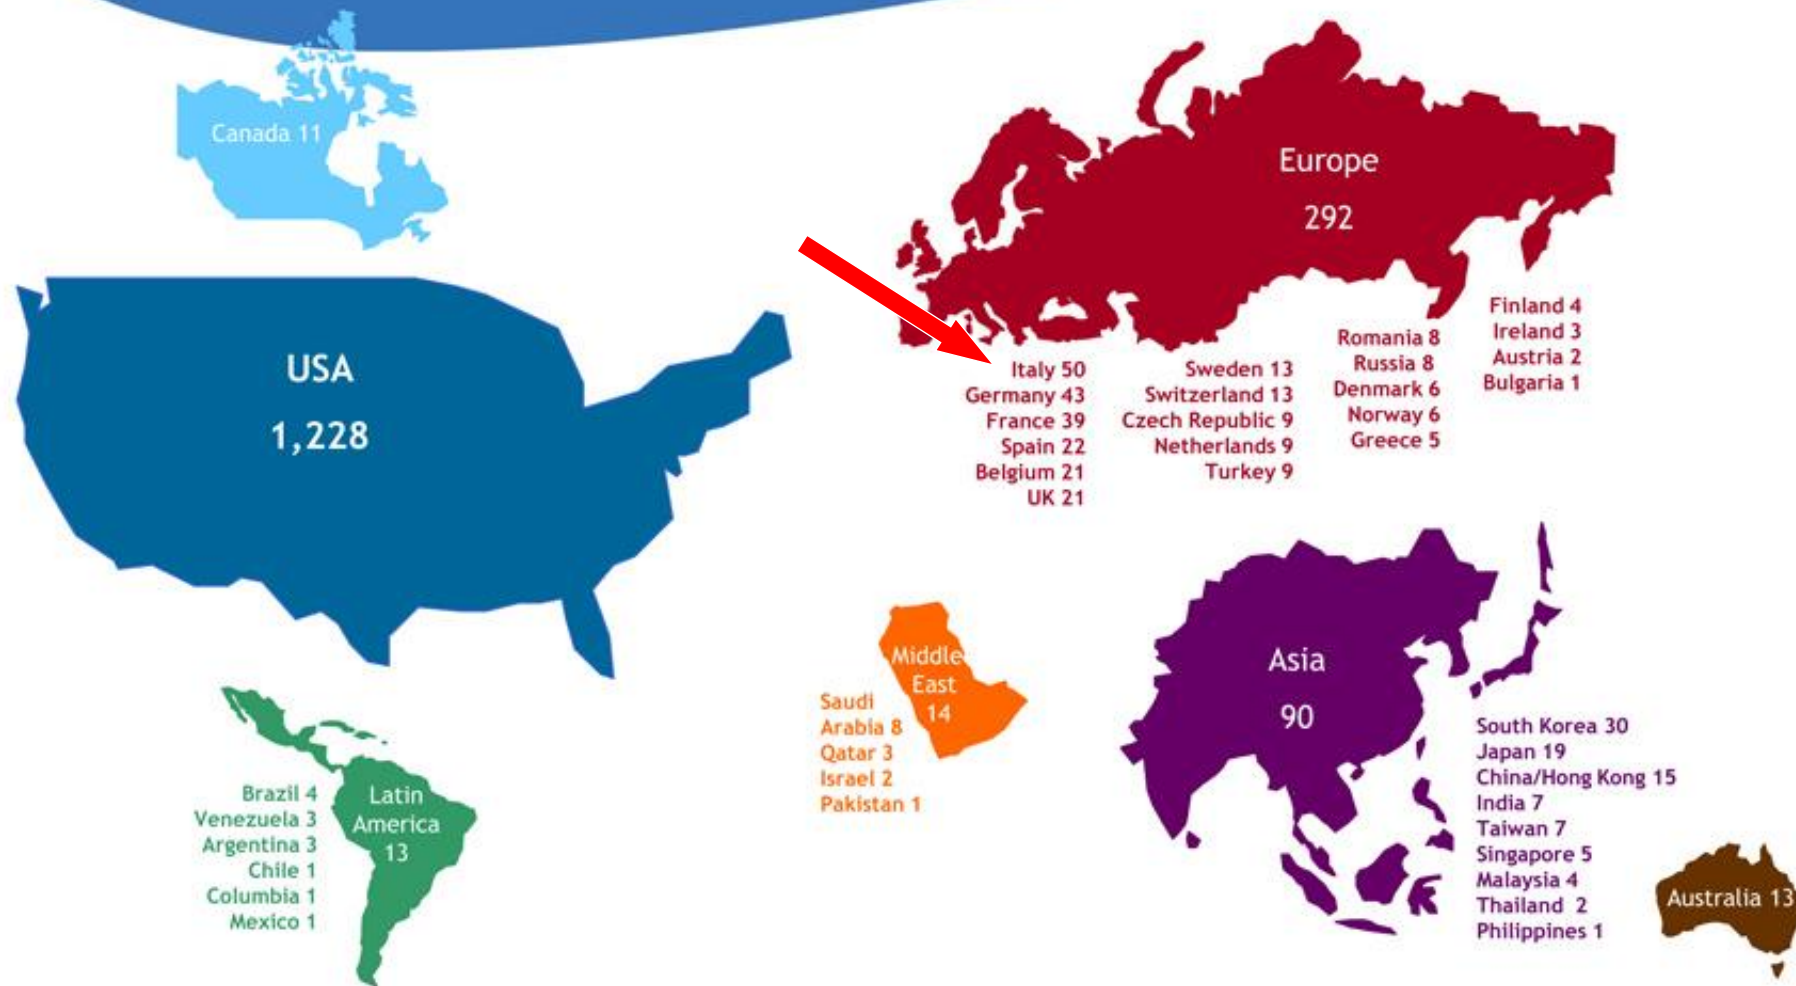 Canada 11
USA
1,228
Europe
292
Italy 50
Germany 43
France 39
Spain 22
Belgium 21
UK 21
Sweden 13
Switzerland 13
Czech Republic 9
Netherlands 9
Turkey 9
Romania 8
Russia 8
Denmark 6
Norway 6
Greece 5
Finland 4
Ireland 3
Austria 2
Bulgaria 1
Latin
America
13
Brazil 4
Venezuela 3
Argentina 3
Chile 1
Columbia 1
Mexico 1
Middle
East
14
Saudi
Arabia 8
Qatar 3
Israel 2
Pakistan 1
Asia
90
South Korea 30
Japan 19
China/Hong Kong 15
India 7
Taiwan 7
Singapore 5
Malaysia 4
Thailand 2
Philippines 1
Australia 13